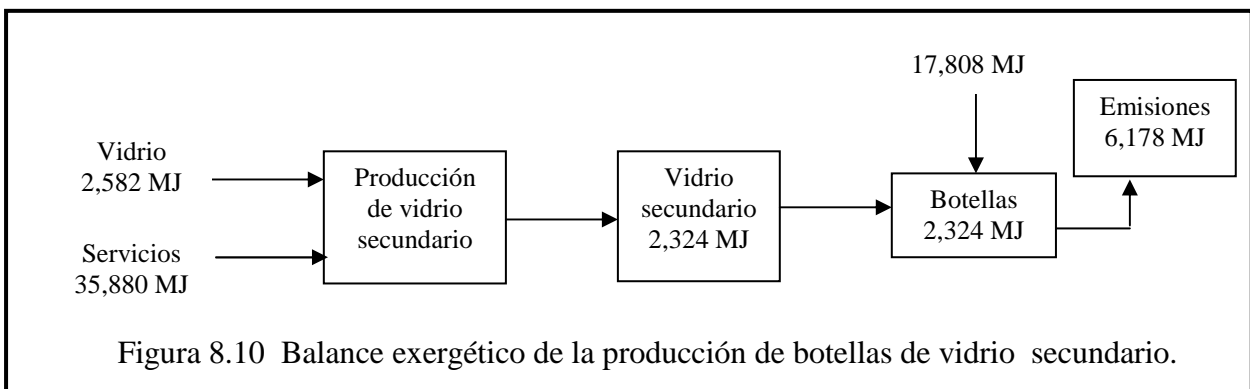 Vidrio
2,582 MJ
Servicios
35,880 MJ
Producción
de vidrio
secundario
Vidrio
secundario
2,324 MJ
17,808 MJ
Botellas
2,324 MJ
Emisiones
6,178 MJ
Figura 8.10 Balance exergético de la producción de botellas de vidrio secundario.